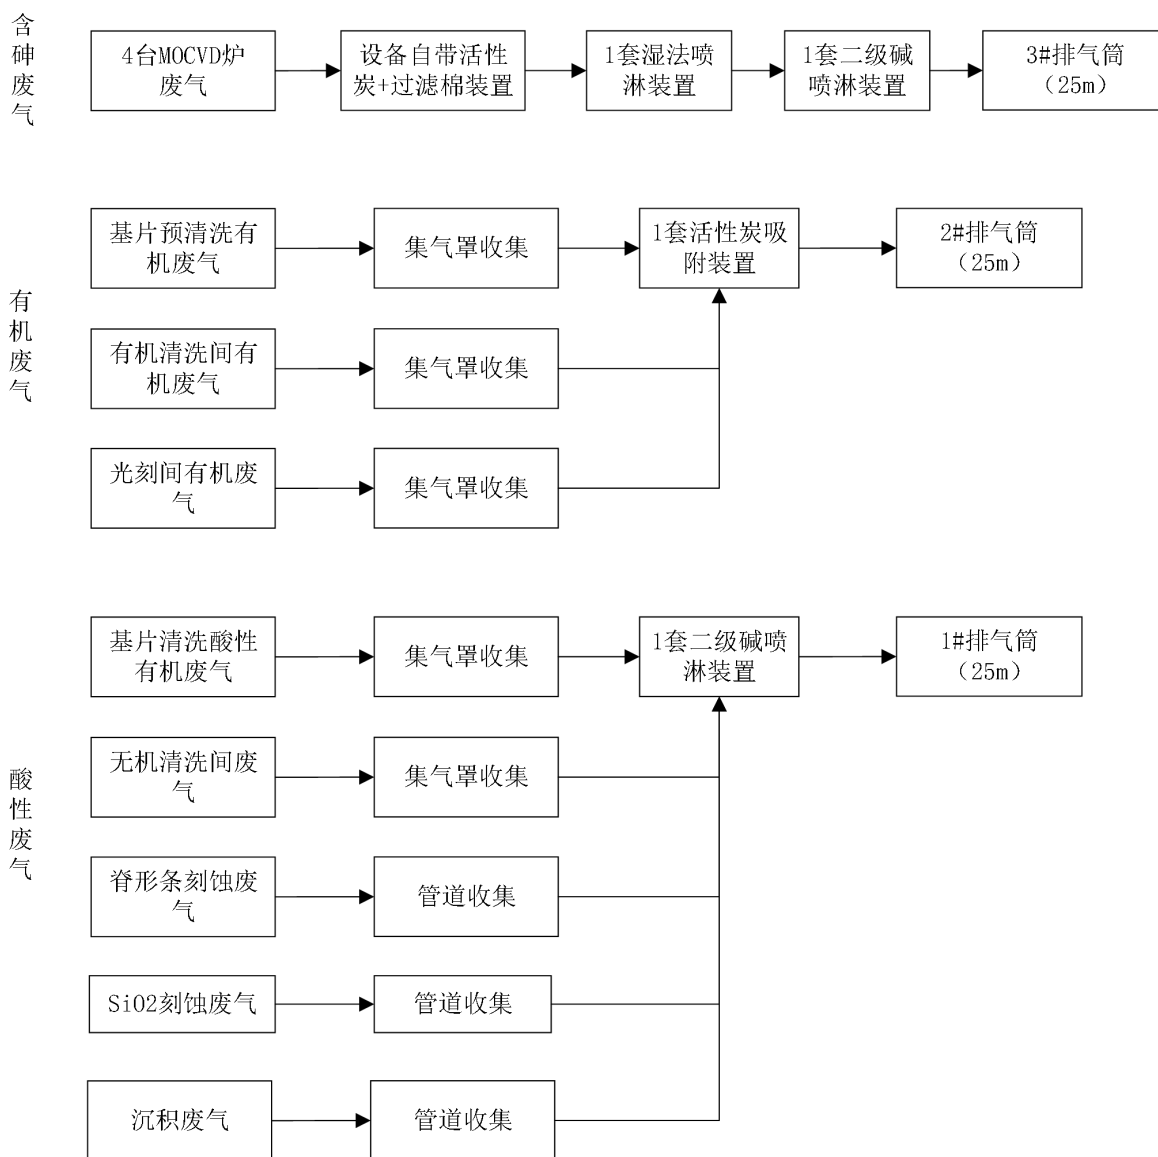 含
砷
废
气
4台MOCVD炉
废气
设备自带活性
炭+过滤棉装置
1套湿法喷
淋装置
1套二级碱
喷淋装置
3#排气筒
（25m）
有
机
废
气
基片预清洗有
机废气
集气罩收集
1套活性炭吸
附装置
2#排气筒
（25m）
有机清洗间有
机废气
集气罩收集
光刻间有机废
气
集气罩收集
酸
性
废
气
基片清洗酸性
有机废气
集气罩收集
1套二级碱喷
淋装置
1#排气筒
（25m）
无机清洗间废
气
集气罩收集
脊形条刻蚀废
气
管道收集
SiO2刻蚀废气
管道收集
沉积废气
管道收集